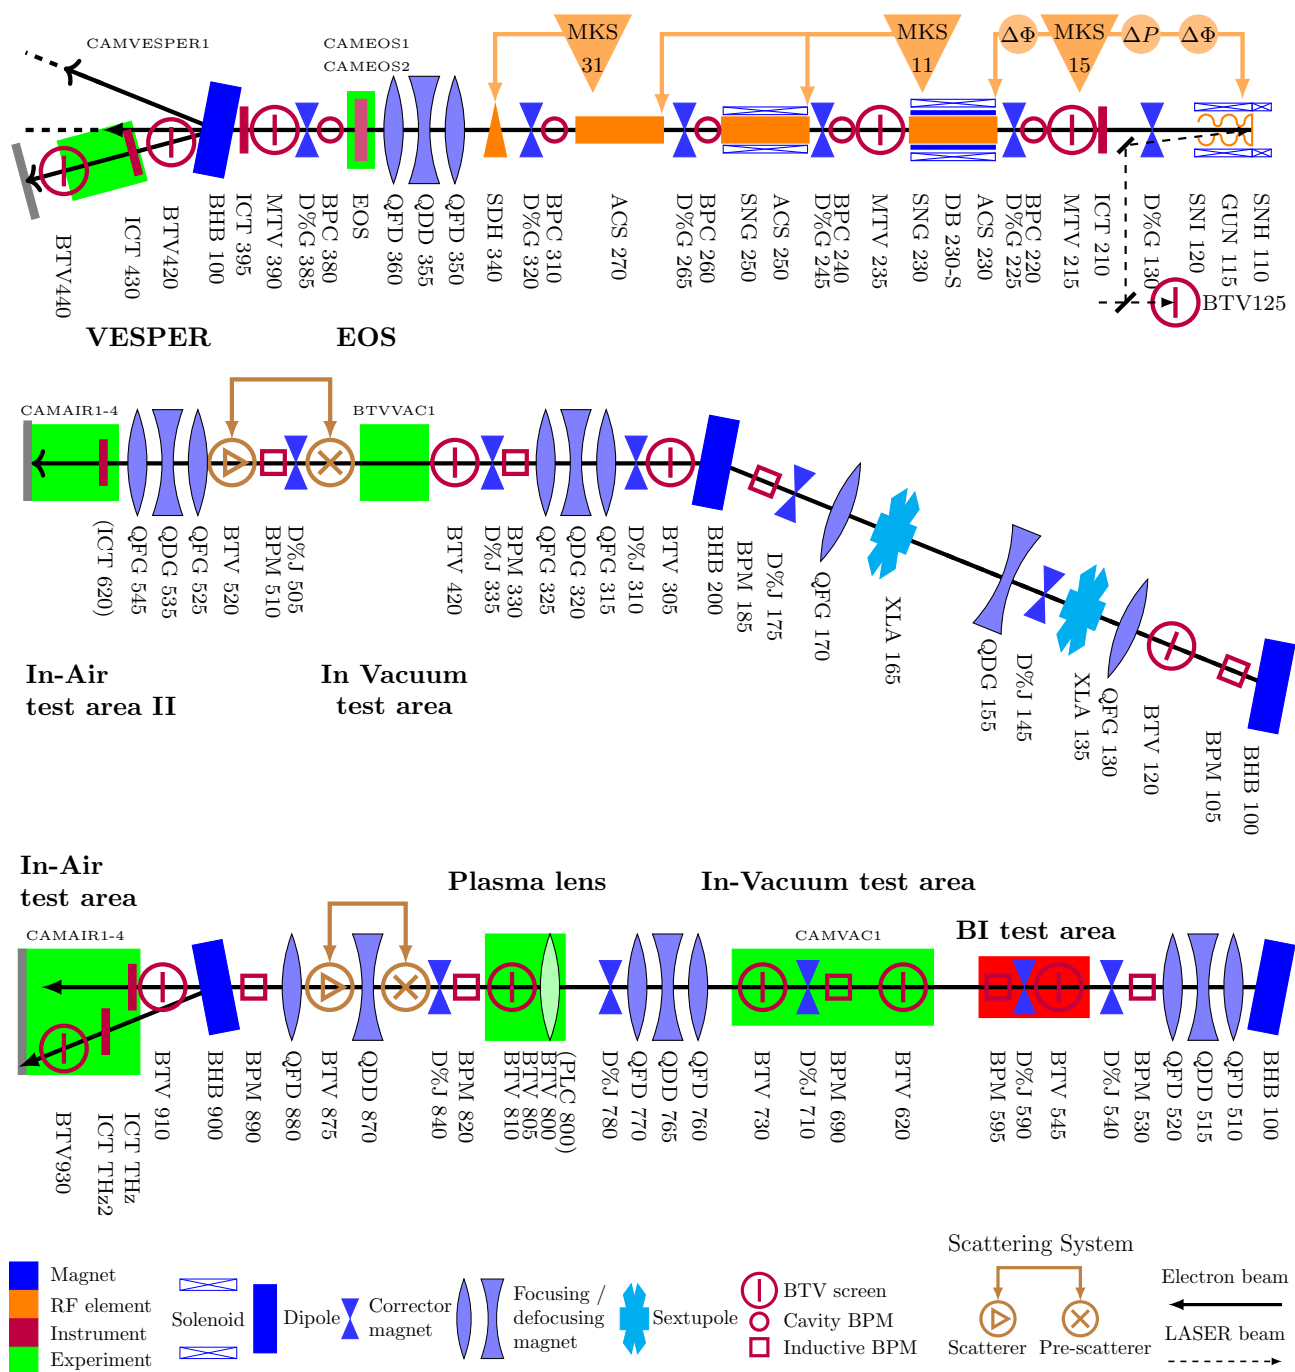 CAMVESPER1
CAMEOS1
CAMEOS2
MKS
31
MKS
11
ΔΦ
MKS
15
ΔP
ΔΦ
BTV440
ICT 430
BTV420
BHB 100
ICT 395
MTV 390
D%G 385
BPC 380
EOS
QFD 360
QDD 355
QFD 350
SDH 340
D%G 320
BPC 310
ACS 270
D%G 265
BPC 260
SNG 250
ACS 250
D%G 245
BPC 240
MTV 235
SNG 230
DB 230-S
ACS 230
D%G 225
BPC 220
MTV 215
ICT 210
D%G 130
SNI 120
GUN 115
SNH 110
BTV125
VESPER
EOS
CAMAIR1-4
BTVVAC1
(ICT 620)
QFG 545
QDG 535
QFG 525
BTV 520
BPM 510
D%J 505
BTV 420
D%J 335
BPM 330
QFG 325
QDG 320
QFG 315
D%J 310
BTV 305
BHB 200
BPM 185
D%J 175
QFG 170
XLA 165
QDG 155
D%J 145
XLA 135
QFG 130
BTV 120
BPM 105
BHB 100
In-Air
test area II
In Vacuum
test area
In-Air
test area
Plasma lens
In-Vacuum test area
BI test area
CAMAIR1-4
CAMVAC1
BTV930
ICT THz2
ICT THz
BTV 910
BHB 900
BPM 890
QFD 880
BTV 875
QDD 870
D%J 840
BPM 820
BTV 810
BTV 805
BTV 800
(PLC 800)
D%J 780
QFD 770
QDD 765
QFD 760
BTV 730
D%J 710
BPM 690
BTV 620
BPM 595
D%J 590
BTV 545
D%J 540
BPM 530
QFD 520
QDD 515
QFD 510
BHB 100
Magnet
RF element
Instrument
Experiment
Solenoid
Dipole
Corrector
magnet
Focusing /
defocusing
magnet
Sextupole
BTV screen
Cavity BPM
Inductive BPM
Scattering System
Scatterer
Pre-scatterer
Electron beam
LASER beam